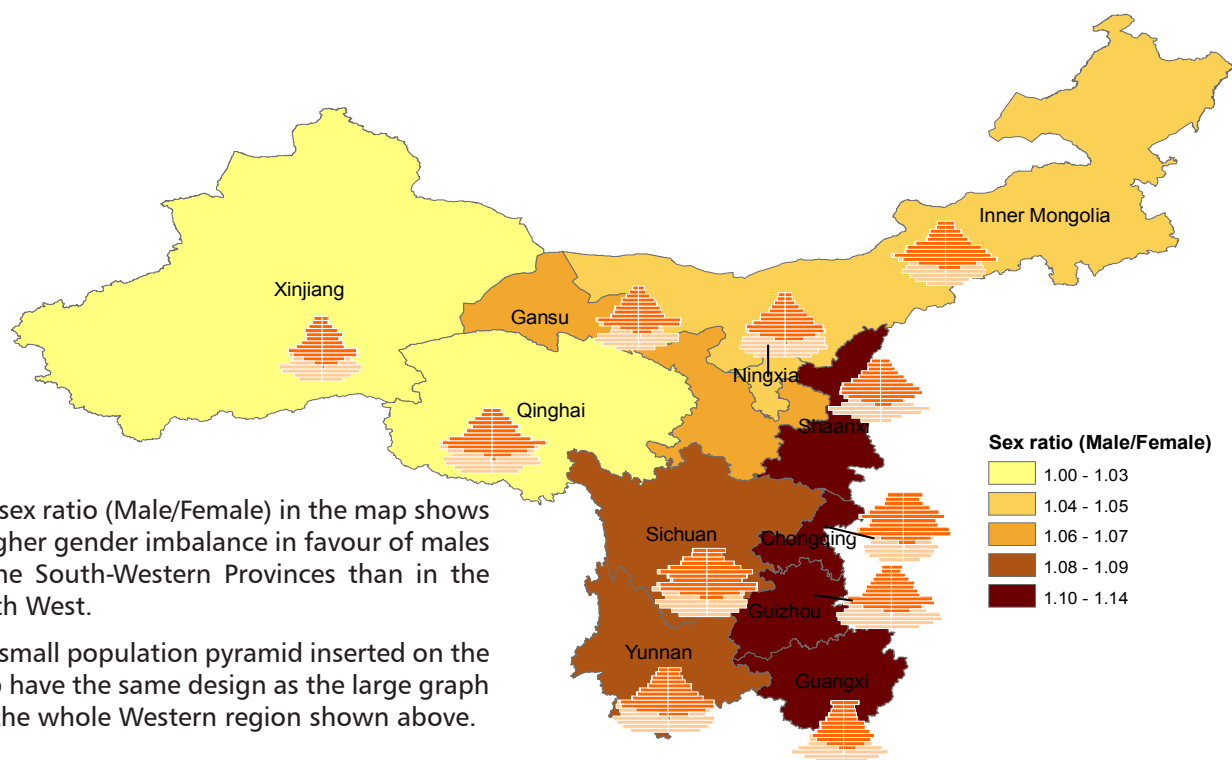 Inner Mongolia
Xinjiang
Gansu
Ningxia
Qinghai
Shaanxi
Sex ratio (Male/Female)
1.00 - 1.03
1.04 - 1.05
1.06 - 1.07
1.08 - 1.09
1.10 - 1.14
sex ratio (Male/Female) in the map shows
gher gender imbalance in favour of males
he South-Western Provinces than in the
th West.
Sichuan
Chongqing
Guizhou
small population pyramid inserted on the
o have the same design as the large graph
the whole Western region shown above.
Yunnan
Guangxi